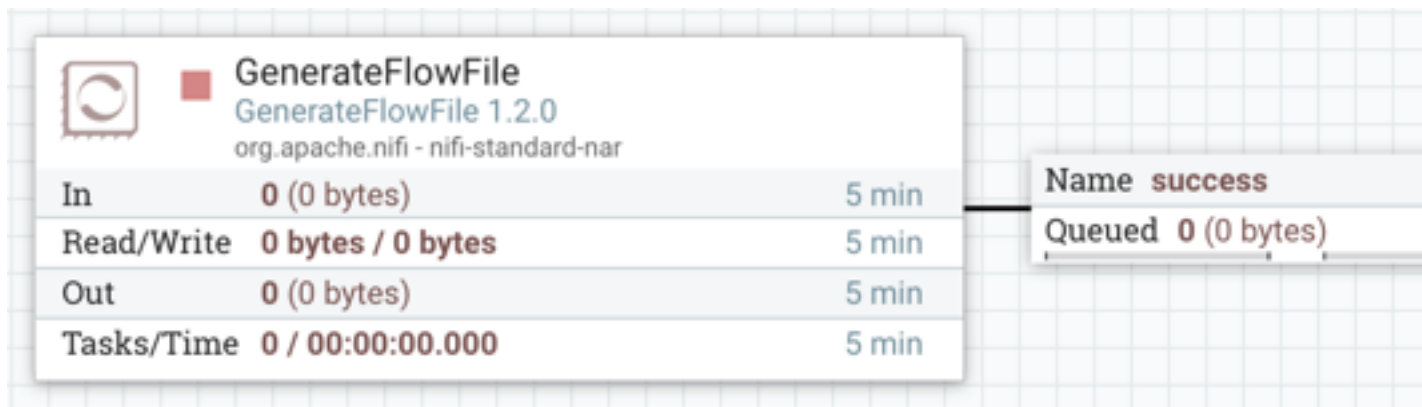 GenerateFlowFile
GenerateFlowFile 1.2.0
org.apache.nifi - nifi-standard-nar
In 0 (0 bytes) 5 min
Read/Write 0 bytes / 0 bytes 5 min
Out 0 (0 bytes) 5 min
Tasks/Time 0 / 00:00:00.000 5 min
Name success
Queued 0 (0 bytes)